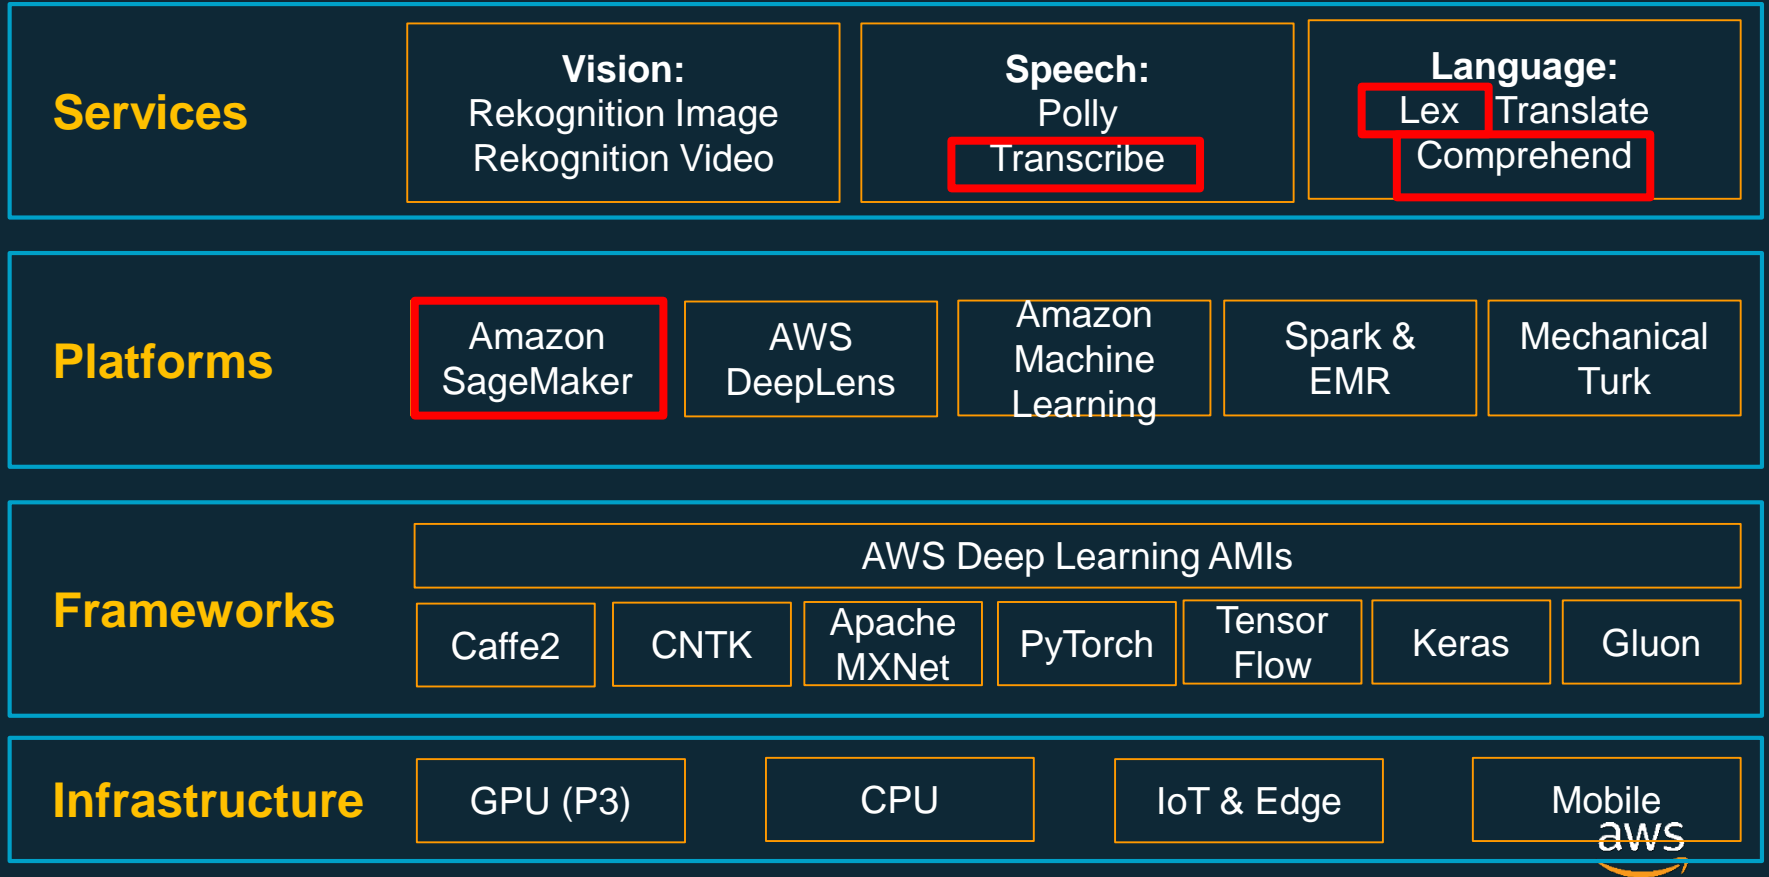 Services
Vision:
Rekognition Image
Rekognition Video
Speech:
Polly
Transcribe
Language:
Lex Translate
Comprehend
Platforms
Amazon
SageMaker
AWS
DeepLens
Amazon
Machine
Learning
Spark &
EMR
Mechanical
Turk
Frameworks
AWS Deep Learning AMIs
Caffe2
CNTK
Apache
MXNet
PyTorch
Tensor
Flow
Keras
Gluon
Infrastructure
GPU (P3)
CPU
IoT & Edge
Mobile
aws